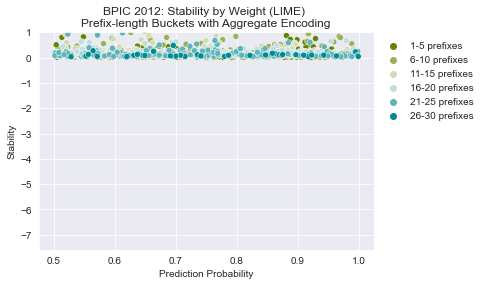 BPIC 2012: Stability by Weight (LIME)
Prefix-length Buckets with Aggregate Encoding
1
0
−1
−2
−3
−4
−5
−6
−7
Stability
0.5 0.6 0.7 0.8 0.9 1.0
Prediction Probability
1-5 prefixes
6-10 prefixes
11-15 prefixes
16-20 prefixes
21-25 prefixes
26-30 prefixes